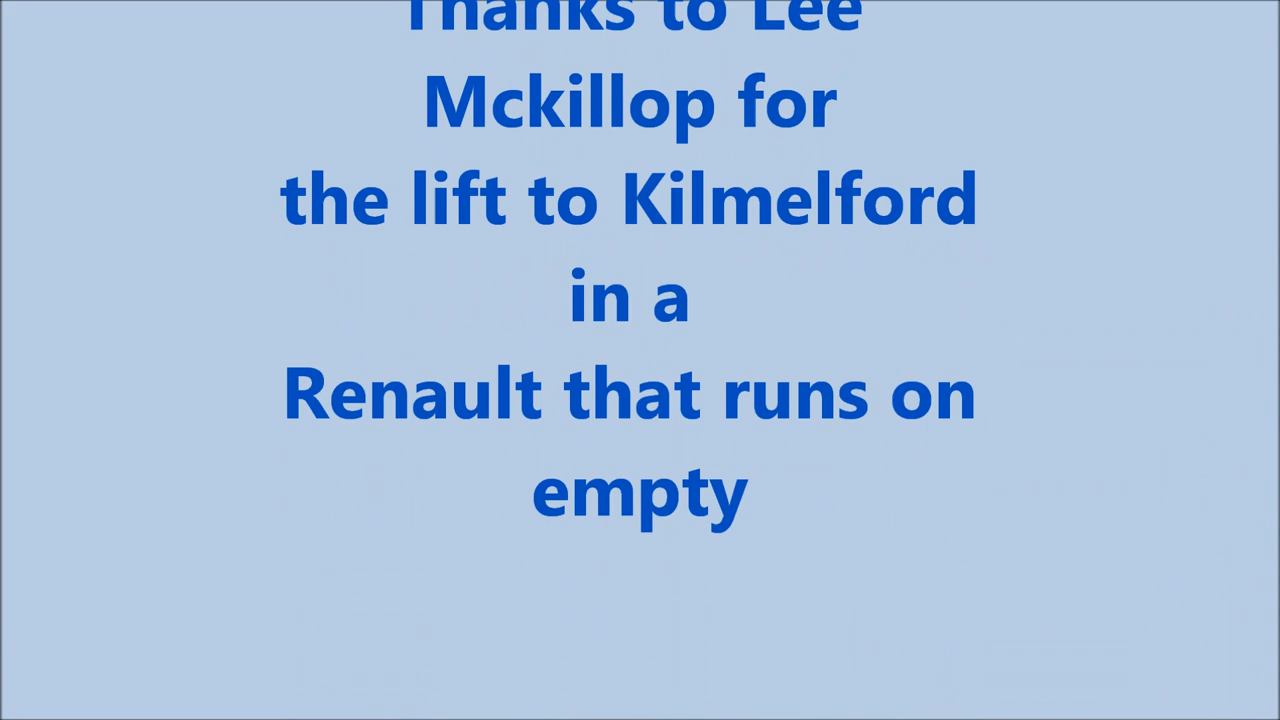 Thanks to Lee
Mckillop for
the lift to Kilmelford
in a
Renault that runs on
empty